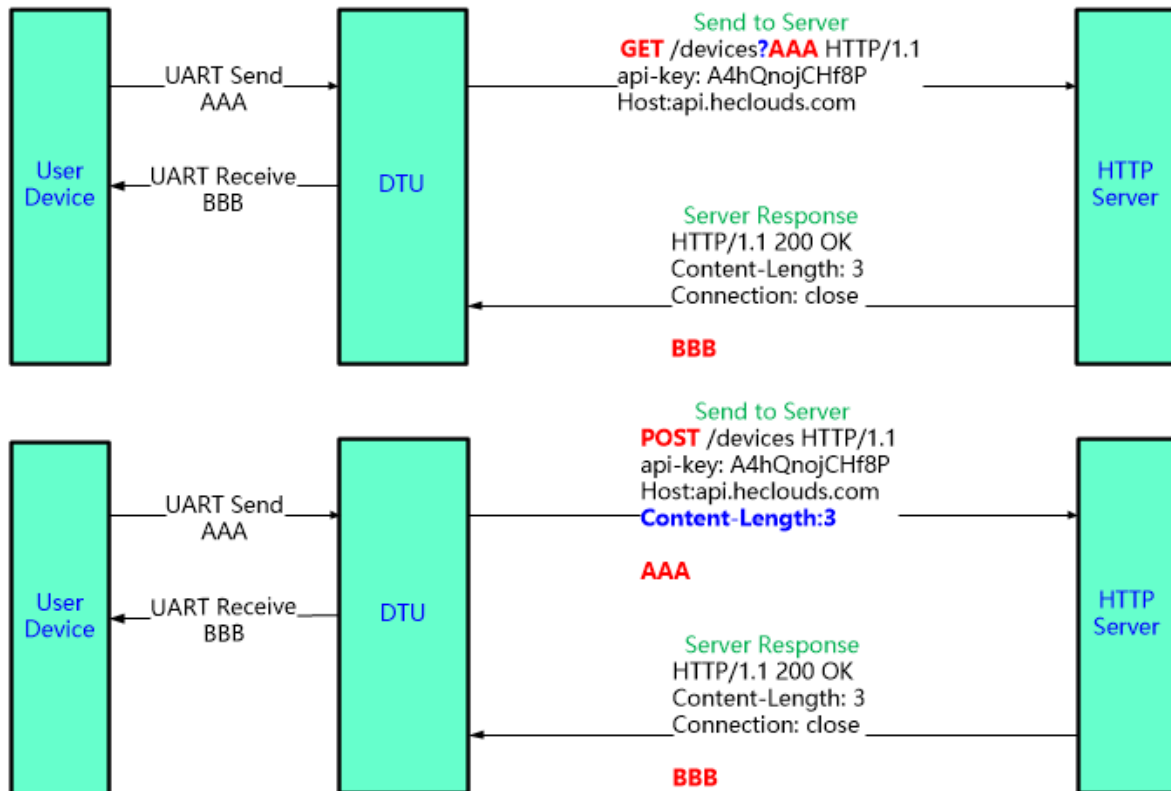 Send to Server
GET /devices?AAA HTTP/1.1
api-key: A4hQnojCHf8P
Host:api.heclouds.com
UART Send
AAA
User
Device
UART Receive
BBB
DTU
HTTP
Server
Server Response
HTTP/1.1 200 OK
Content-Length: 3
Connection: close
BBB
Send to Server
POST /devices HTTP/1.1
api-key: A4hQnojCHf8P
Host:api.heclouds.com
Content-Length:3
AAA
UART Send
AAA
User
Device
UART Receive
BBB
DTU
HTTP
Server
Server Response
HTTP/1.1 200 OK
Content-Length: 3
Connection: close
BBB